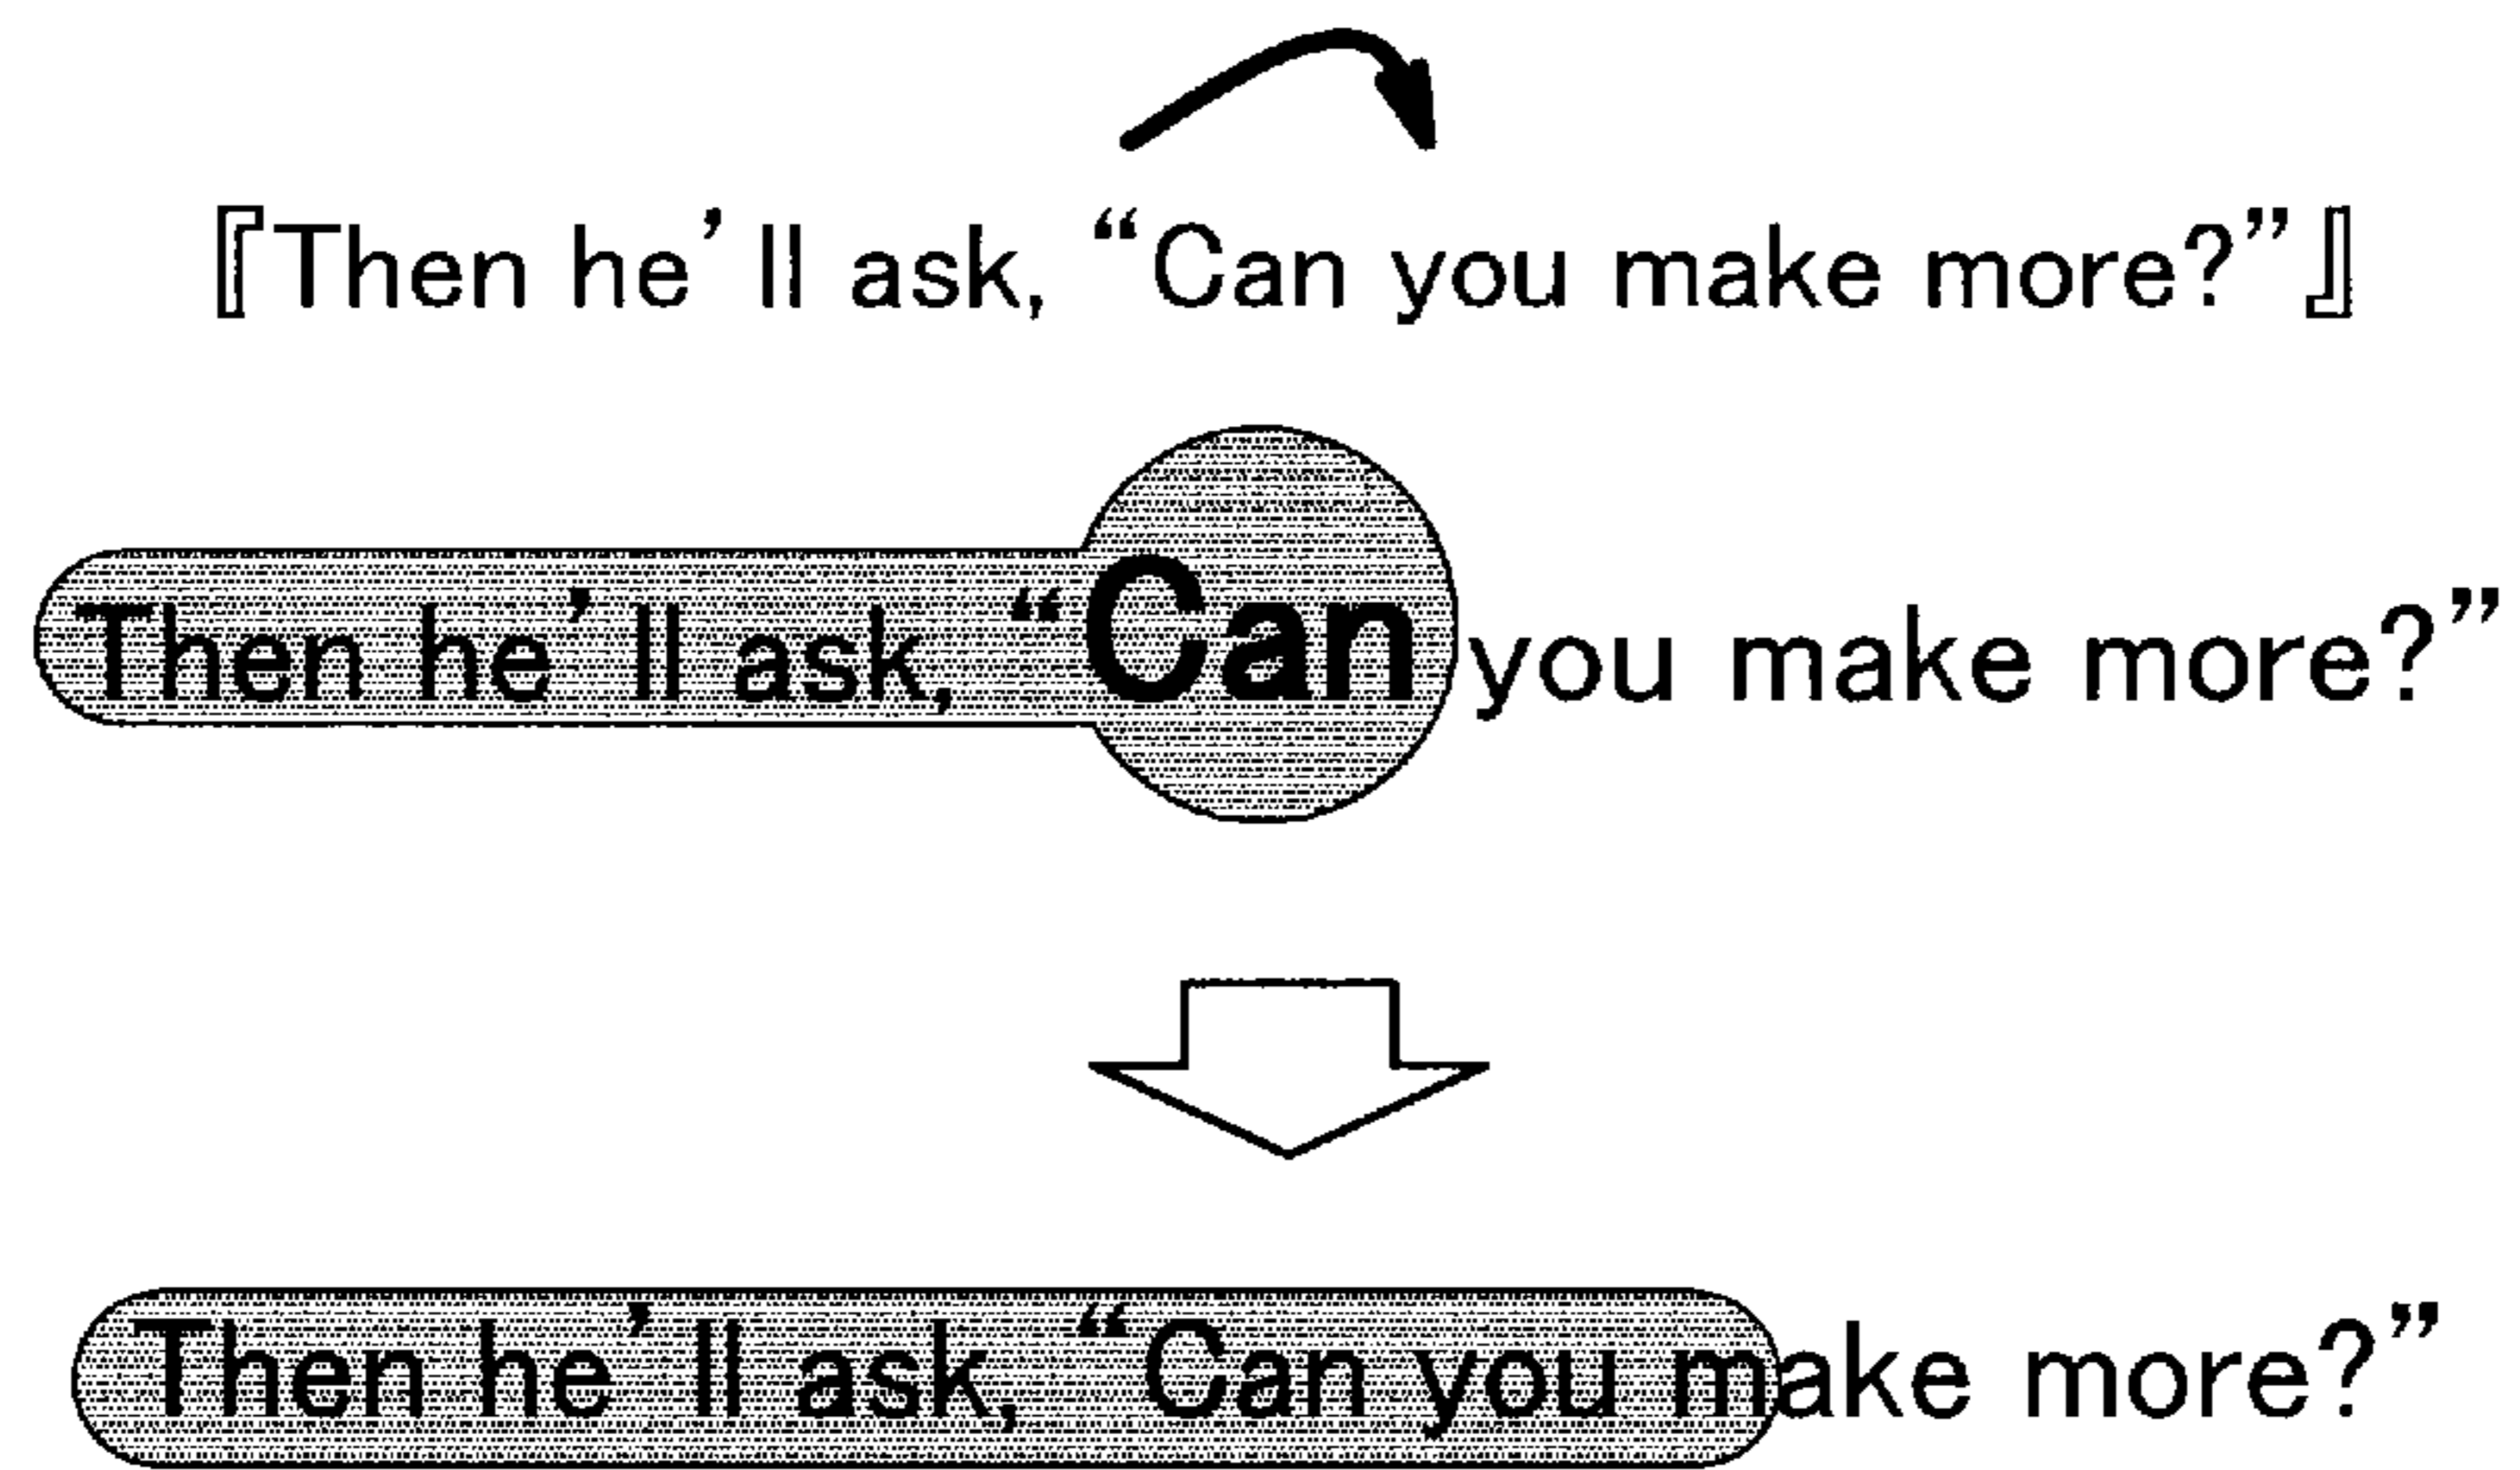 『Then he’ll ask, “Can you make more?”』
Then he’ll ask, “Can you make more?”
Then he’ll ask, “Can you make more?”